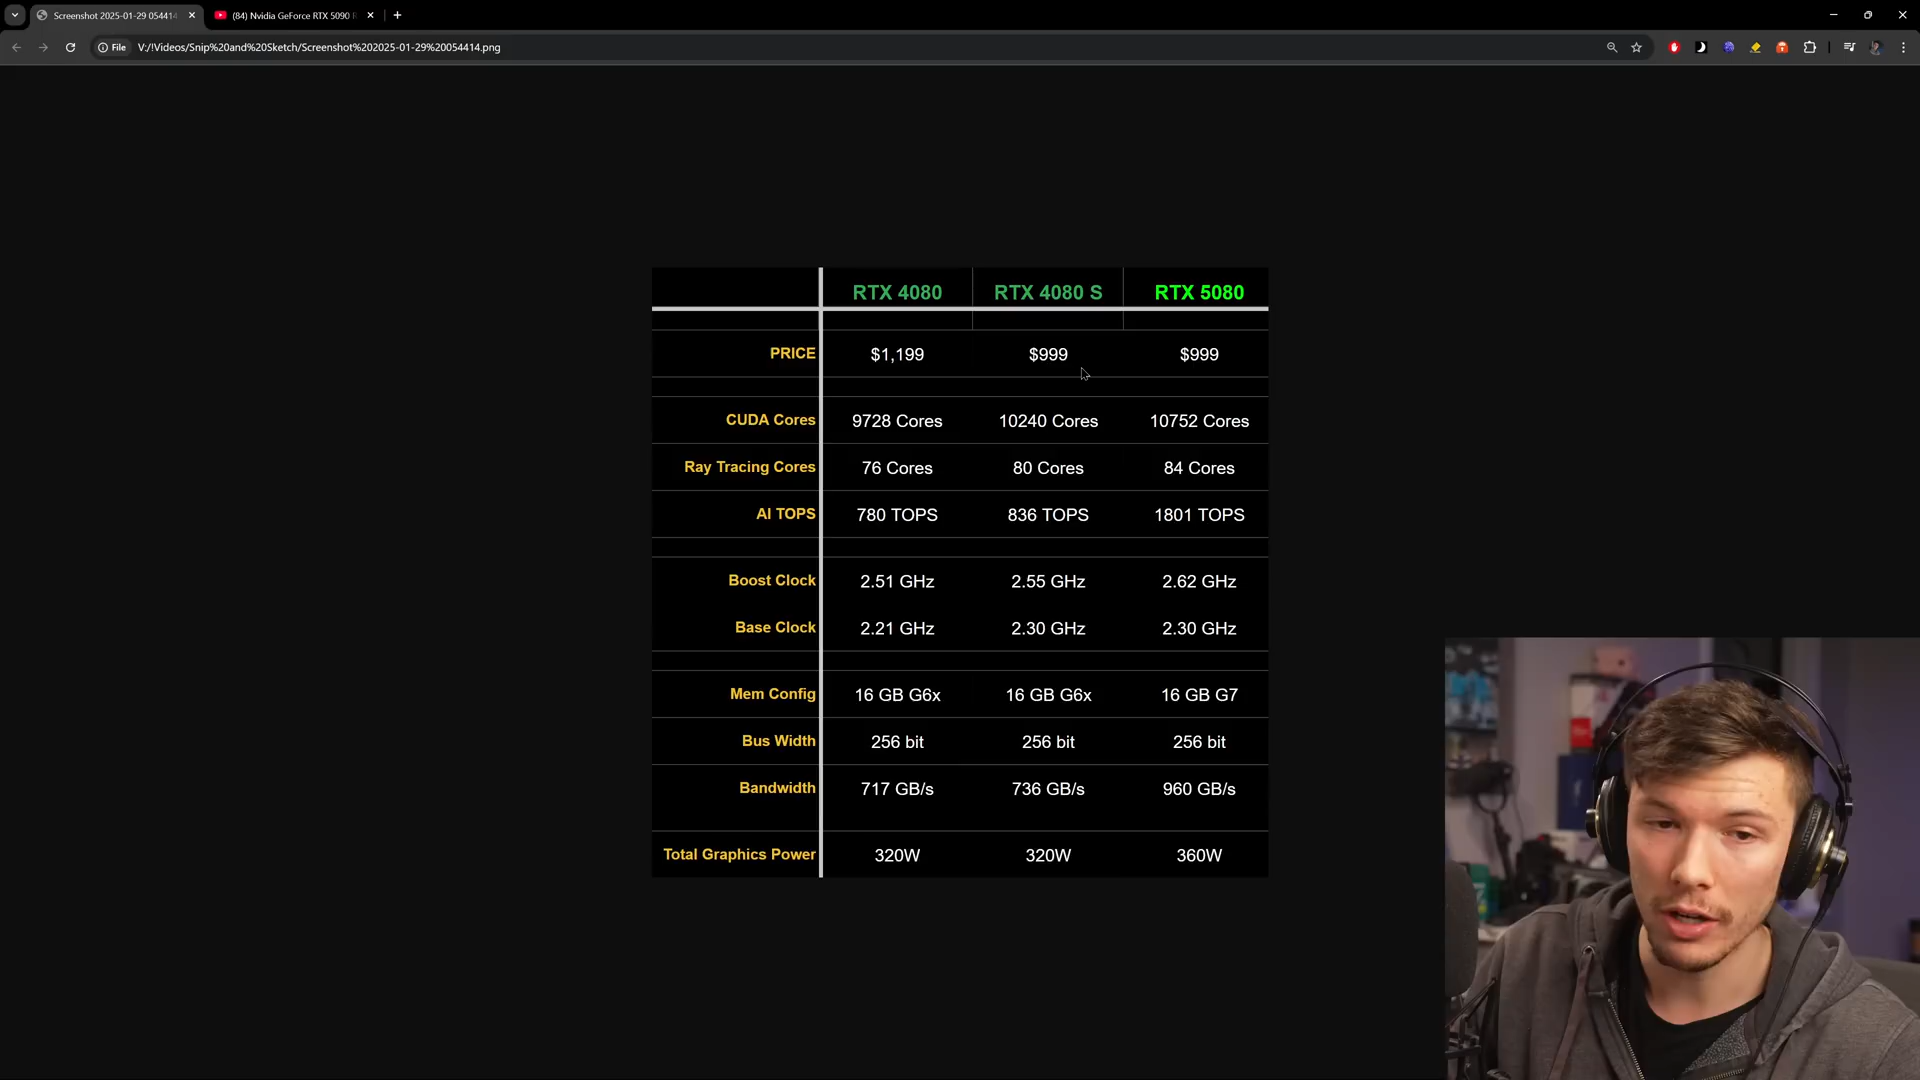 Screenshot 2025-01-29 054414
(84) Nvidia GeForce RTX 5090
File V:/!Videos/Snip%20and%20Sketch/Screenshot%202025-01-29%20054414.png
RTX 4080 RTX 4080 S RTX 5080
PRICE $1,199 $999 $999
CUDA Cores 9728 Cores 10240 Cores 10752 Cores
Ray Tracing Cores 76 Cores 80 Cores 84 Cores
AI TOPS 780 TOPS 836 TOPS 1801 TOPS
Boost Clock 2.51 GHz 2.55 GHz 2.62 GHz
Base Clock 2.21 GHz 2.30 GHz 2.30 GHz
Mem Config 16 GB G6x 16 GB G6x 16 GB G7
Bus Width 256 bit 256 bit 256 bit
Bandwidth 717 GB/s 736 GB/s 960 GB/s
Total Graphics Power 320W 320W 360W